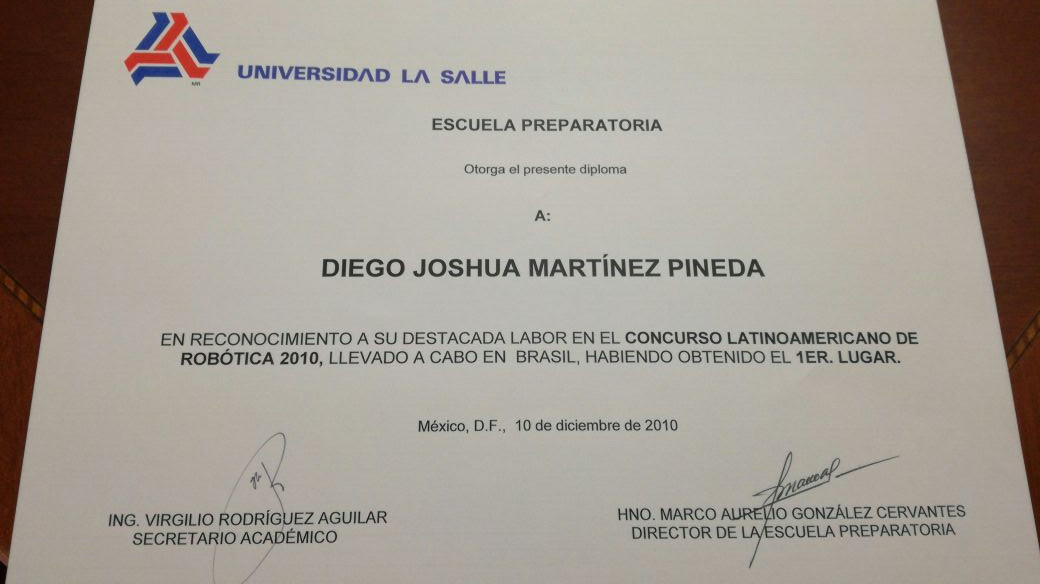 UNIVERSIDAD LA SALLE
MR
ESCUELA PREPARATORIA
Otorga el presente diploma
A:
DIEGO JOSHUA MARTÍNEZ PINEDA
EN RECONOCIMIENTO A SU DESTACADA LABOR EN EL CONCURSO LATINOAMERICANO DE
ROBÓTICA 2010, LLEVADO A CABO EN BRASIL, HABIENDO OBTENIDO EL 1ER. LUGAR.
México, D.F., 10 de diciembre de 2010
ING. VIRGILIO RODRÍGUEZ AGUILAR
SECRETARIO ACADÉMICO
HNO. MARCO AURELIO GONZÁLEZ CERVANTES
DIRECTOR DE LA ESCUELA PREPARATORIA